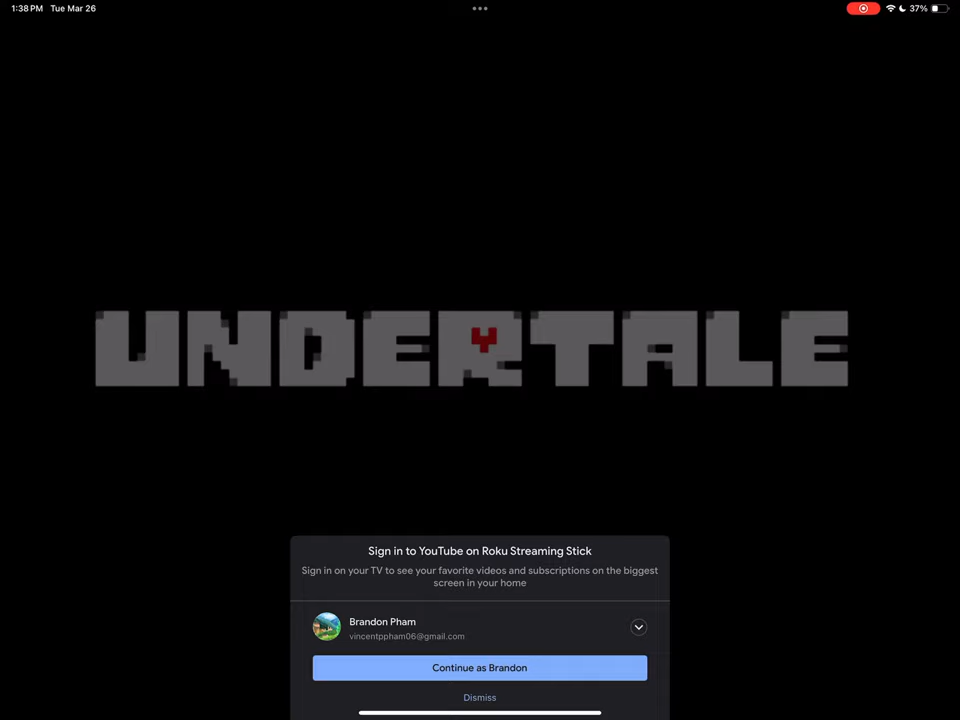 1:38 PM Tue Mar 26
37%
UNDERTALE
Sign in to YouTube on Roku Streaming Stick
Sign in on your TV to see your favorite videos and subscriptions on the biggest
screen in your home
Brandon Pham
vincentppham06@gmail.com
Continue as Brandon
Dismiss